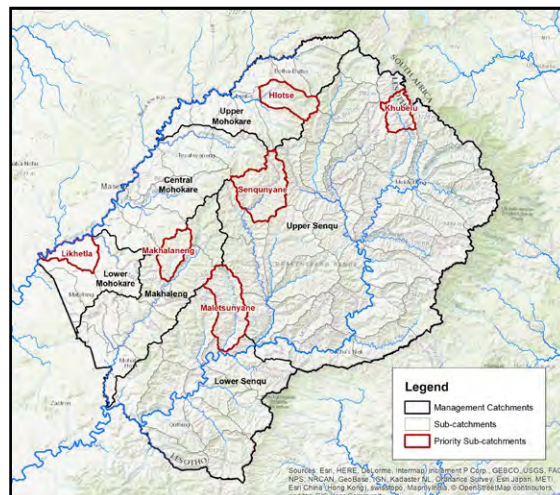 SOUTH AFRICA
LESOTHO
Hlotse
Khubelu
Upper
Mohokare
Central
Mohokare
Senqunyane
Upper Senqu
Likhetla
Makhalaneng
Lower
Mohokare
Makhaleng
Maletsunyane
Lower Senqu
Zastron
LESOTHO
Legend
Management Catchments
Sub-catchments
Priority Sub-catchments
Sources: Esri, HERE, DeLorme, Intermap, increment P Corp., GEBCO, USGS, FAO,
NPS, NRCAN, GeoBase, IGN, Kadaster NL, Ordnance Survey, Esri Japan, METI,
Esri China (Hong Kong), swisstopo, MapmyIndia, © OpenStreetMap contributors,